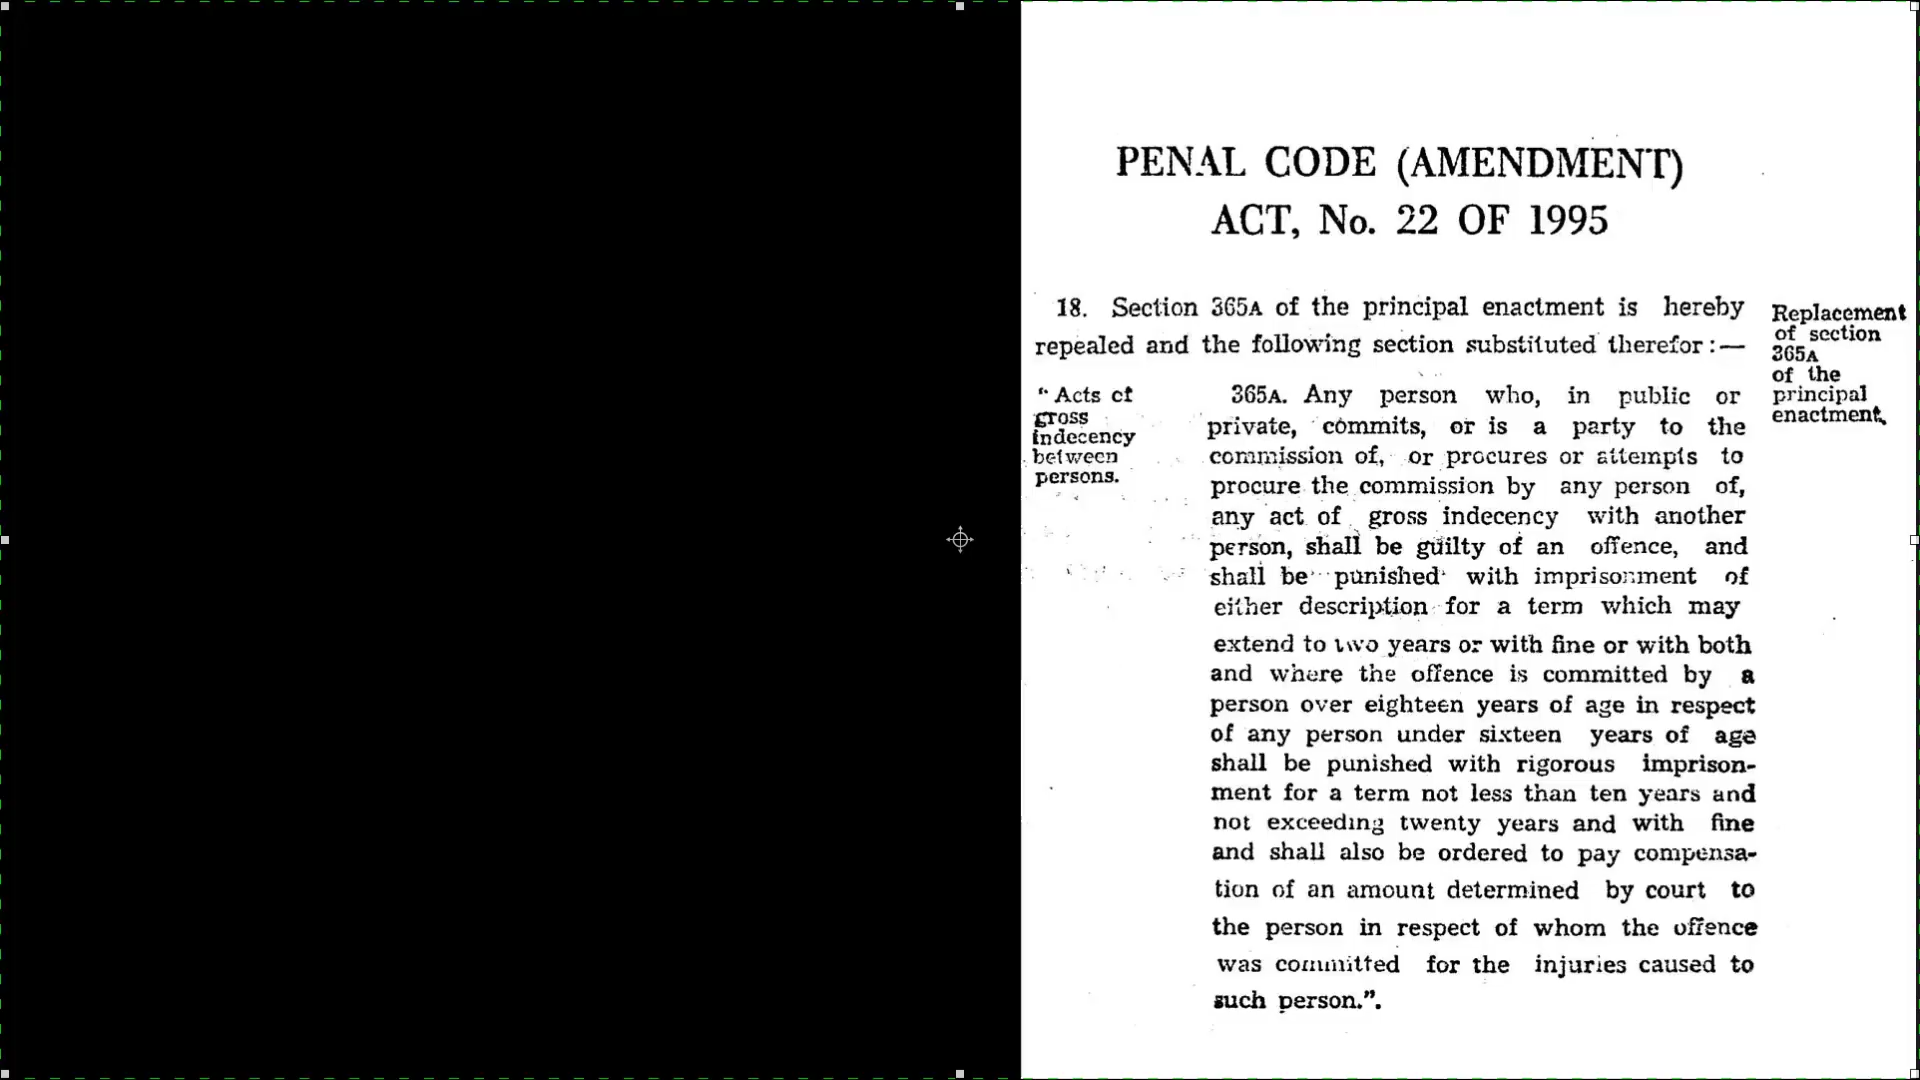 PENAL CODE (AMENDMENT)
ACT, No. 22 OF 1995
18. Section 365A of the principal enactment is hereby
repealed and the following section substituted therefor :—
Replacement
of section
365A
of the
principal
enactment.
" Acts of
gross
indecency
between
persons.
365A. Any person who, in public or
private, commits, or is a party to the
commission of, or procures or attempts to
procure the commission by any person of,
any act of gross indecency with another
person, shall be guilty of an offence, and
shall be punished with imprisonment of
either description for a term which may
extend to two years or with fine or with both
and where the offence is committed by a
person over eighteen years of age in respect
of any person under sixteen years of age
shall be punished with rigorous imprison-
ment for a term not less than ten years and
not exceeding twenty years and with fine
and shall also be ordered to pay compensa-
tion of an amount determined by court to
the person in respect of whom the offence
was committed for the injuries caused to
such person.".